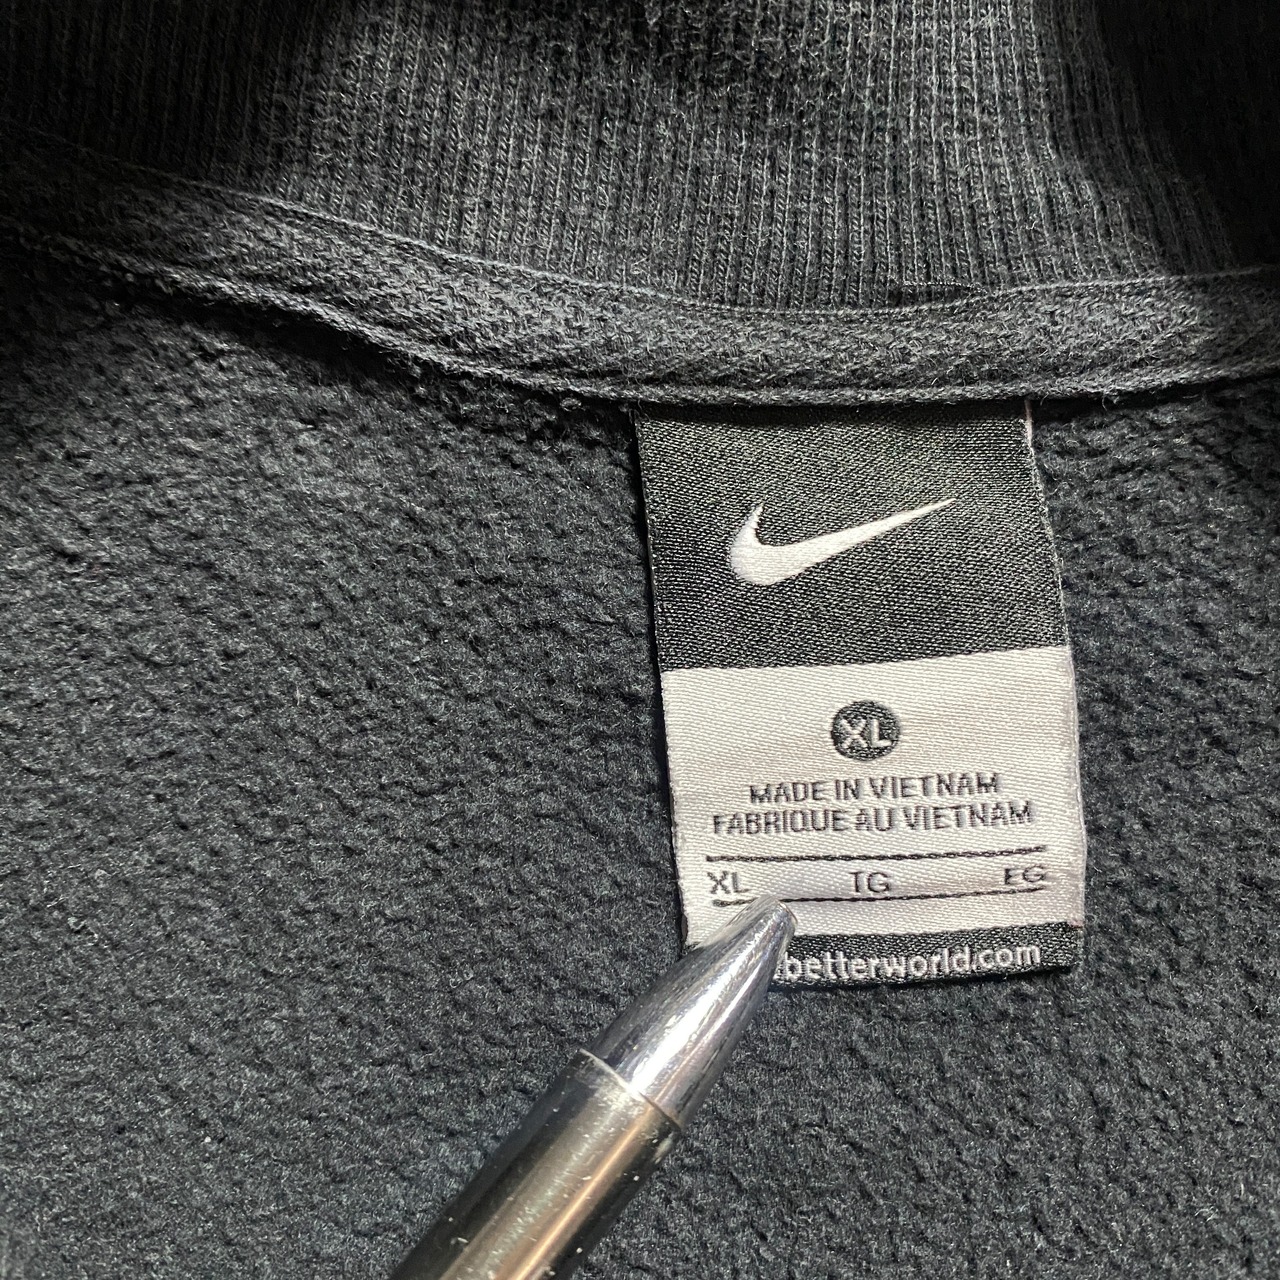 XL
MADE IN VIETNAM
FABRIQUE AU VIETNAM
XL TG EG
betterworld.com